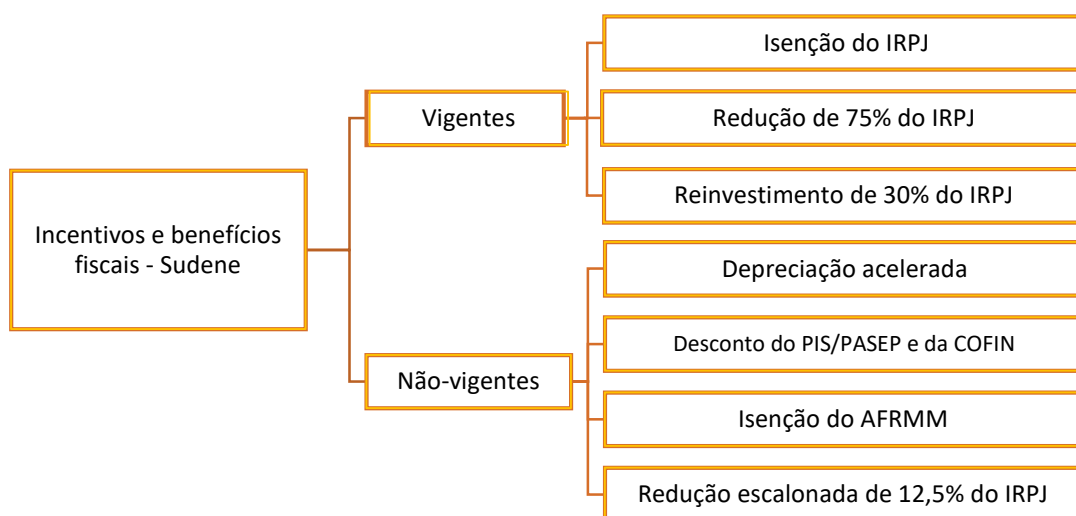 Incentivos e benefícios
fiscais - Sudene
Vigentes
Isenção do IRPJ
Redução de 75% do IRPJ
Reinvestimento de 30% do IRPJ
Não-vigentes
Depreciação acelerada
Desconto do PIS/PASEP e da COFIN
Isenção do AFRMM
Redução escalonada de 12,5% do IRPJ